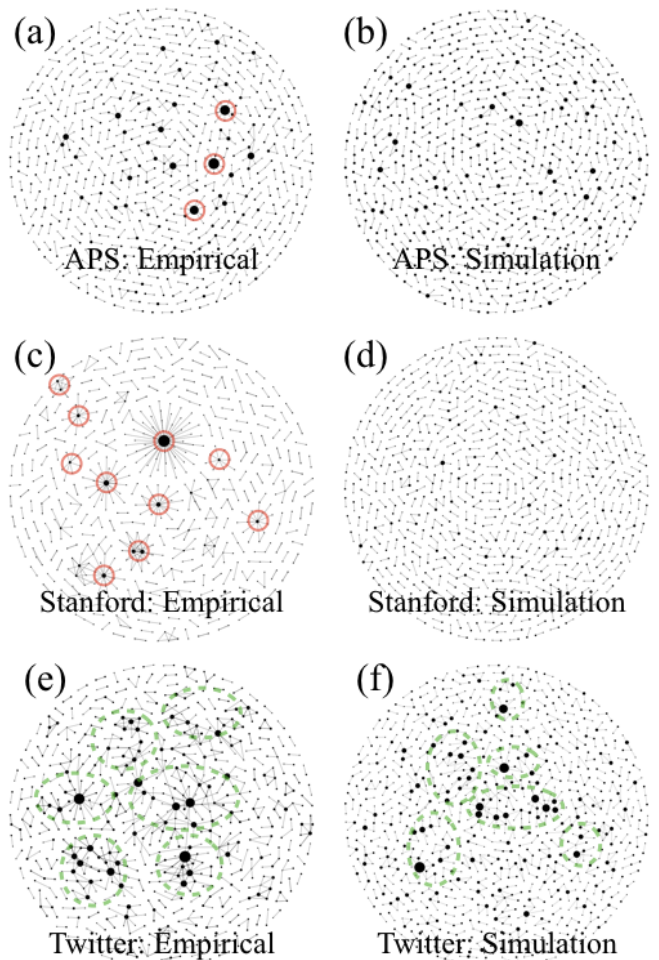 (a)
(b)
APS: Empirical
APS: Simulation
(c)
(d)
Stanford: Empirical
Stanford: Simulation
(e)
(f)
Twitter: Empirical
Twitter: Simulation